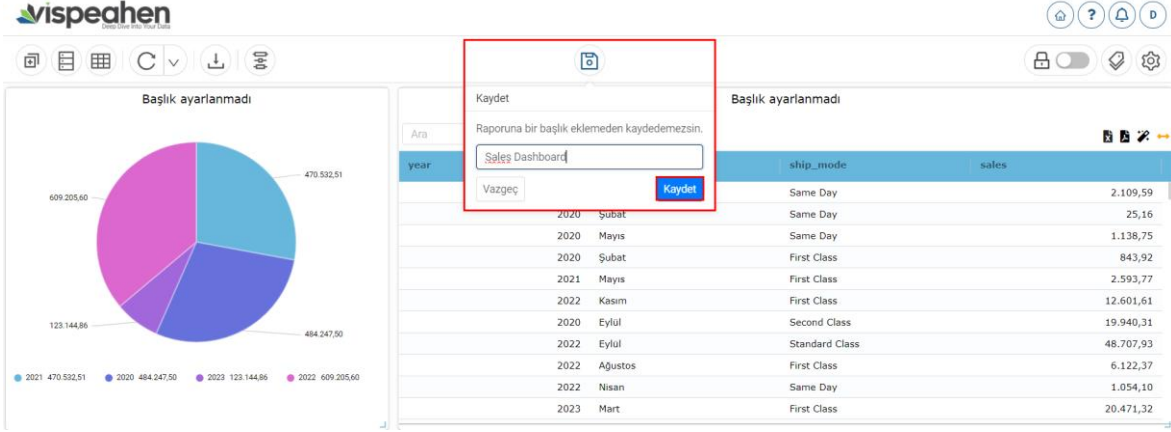 vispeahen
Deep Dive Into Your Data
? D
Kaydet
Raporuna bir başlık eklemeden kaydedemezsin.
Sales Dashboard
Vazgeç Kaydet
Başlık ayarlanmadı
470.532,51
609.205,60
123.144,86
484.247,50
2021 470.532,51 2020 484.247,50 2023 123.144,86 2022 609.205,60
Başlık ayarlanmadı
Ara
year ship_mode sales
Same Day 2.109,59
2020 Şubat Same Day 25,16
2020 Mayıs Same Day 1.138,75
2020 Şubat First Class 843,92
2021 Mayıs First Class 2.593,77
2022 Kasım First Class 12.601,61
2020 Eylül Second Class 19.940,31
2022 Eylül Standard Class 48.707,93
2022 Ağustos First Class 6.122,37
2022 Nisan Same Day 1.054,10
2023 Mart First Class 20.471,32